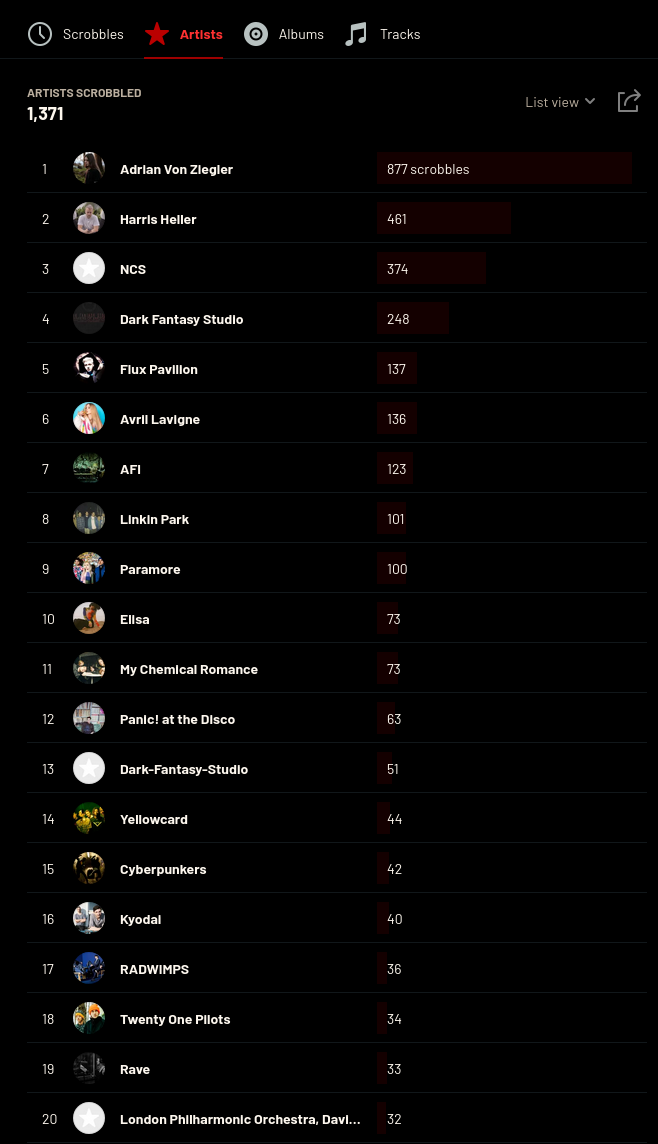 Scrobbles Artists Albums Tracks
ARTISTS SCROBBLED
1,371
List view
1 Adrian Von Ziegler 877 scrobbles
2 Harris Heller 461
3 NCS 374
4 Dark Fantasy Studio 248
5 Flux Pavilion 137
6 Avril Lavigne 136
7 AFI 123
8 Linkin Park 101
9 Paramore 100
10 Elisa 73
11 My Chemical Romance 73
12 Panic! at the Disco 63
13 Dark-Fantasy-Studio 51
14 Yellowcard 44
15 Cyberpunkers 42
16 Kyodai 40
17 RADWIMPS 36
18 Twenty One Pilots 34
19 Rave 33
20 London Philharmonic Orchestra, Davi... 32